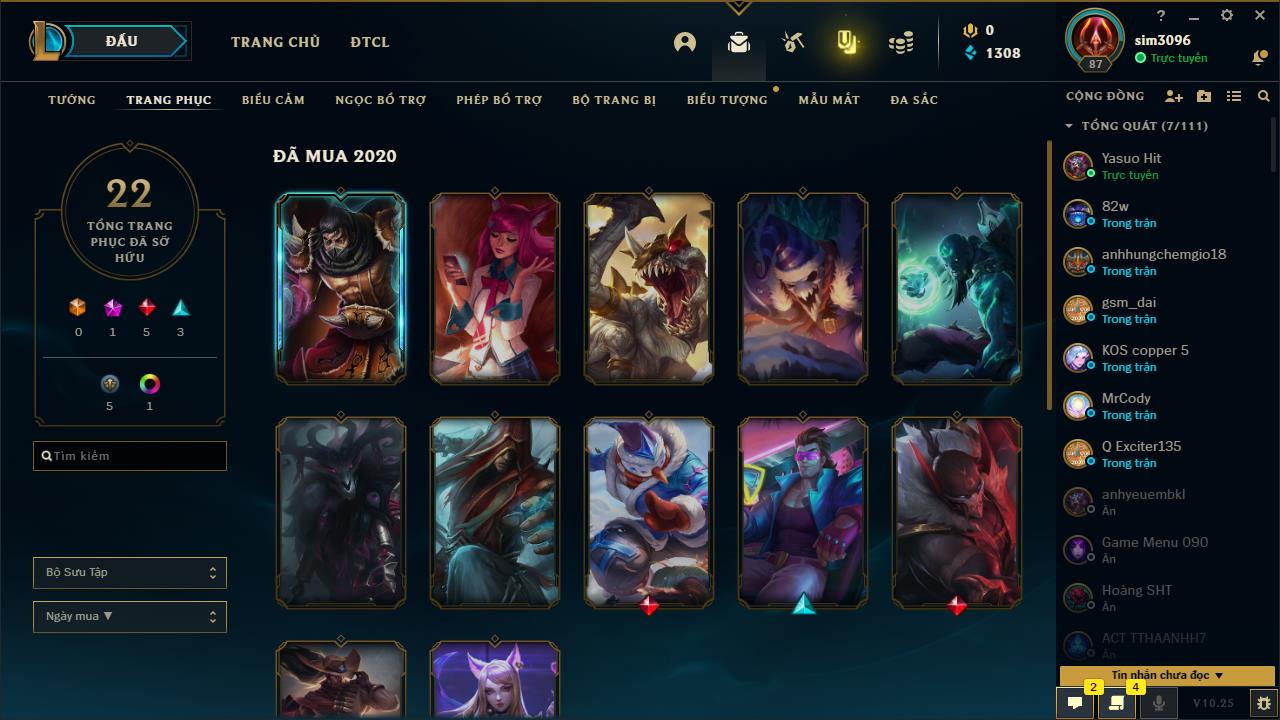 ĐẤU
TRANG CHỦ
ĐTCL
0
1308
?
sim3096
Trực tuyến
87
TƯỚNG
TRANG PHỤC
BIỂU CẢM
NGỌC BỔ TRỢ
PHÉP BỔ TRỢ
BỘ TRANG BỊ
BIỂU TƯỢNG
MẪU MẮT
ĐA SẮC
CỘNG ĐỒNG
TỔNG QUÁT (7/111)
22
TỔNG TRANG
PHỤC ĐÃ SỞ
HỮU
0
1
5
3
5
1
Tìm kiếm
Bộ Sưu Tập
Ngày mua ▼
ĐÃ MUA 2020
Yasuo Hit
Trực tuyến
82w
Trong trận
anhhungchemgio18
Trong trận
gsm_dai
Trong trận
KOS copper 5
Trong trận
MrCody
Trong trận
Q Exciter135
Trong trận
anhyeuembkl
Ẩn
Game Menu 090
Ẩn
Hoàng SHT
Ẩn
ACT TTHAANHH7
Ẩn
Tin nhắn chưa đọc ▼
2
4
V10.25